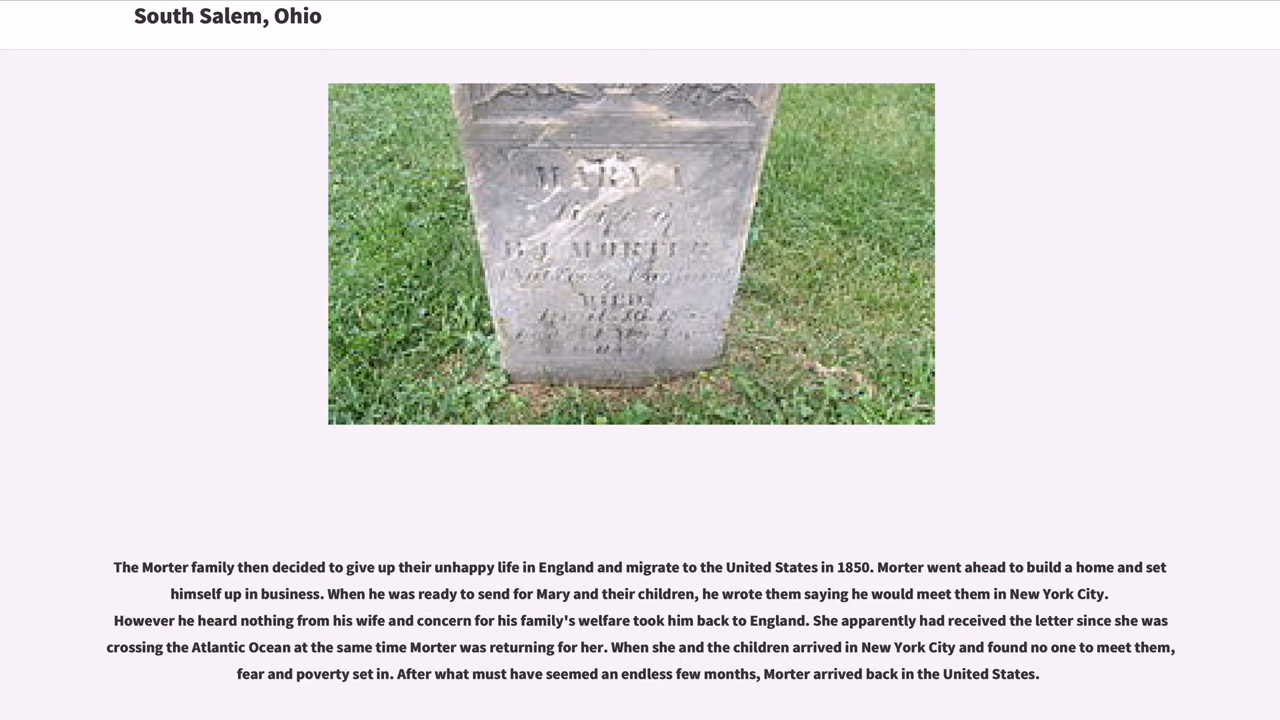 South Salem, Ohio
MARY
The Morter family then decided to give up their unhappy life in England and migrate to the United States in 1850. Morter went ahead to build a home and set
himself up in business. When he was ready to send for Mary and their children, he wrote them saying he would meet them in New York City.
However he heard nothing from his wife and concern for his family's welfare took him back to England. She apparently had received the letter since she was
crossing the Atlantic Ocean at the same time Morter was returning for her. When she and the children arrived in New York City and found no one to meet them,
fear and poverty set in. After what must have seemed an endless few months, Morter arrived back in the United States.